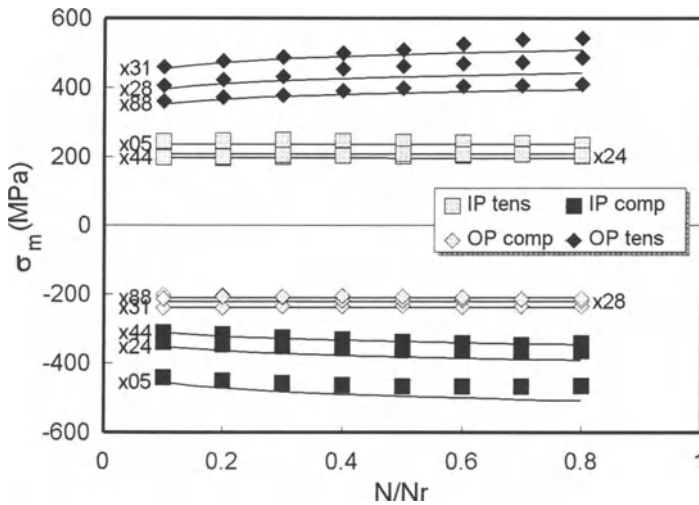 600
400
200
0
-200
-400
-600
σm (MPa)
x31
x28
x88
x05
x44
x24
IP tens
IP comp
OP comp
OP tens
x88
x31
x28
x44
x24
x05
0
0.2
0.4
0.6
0.8
1
N/Nr